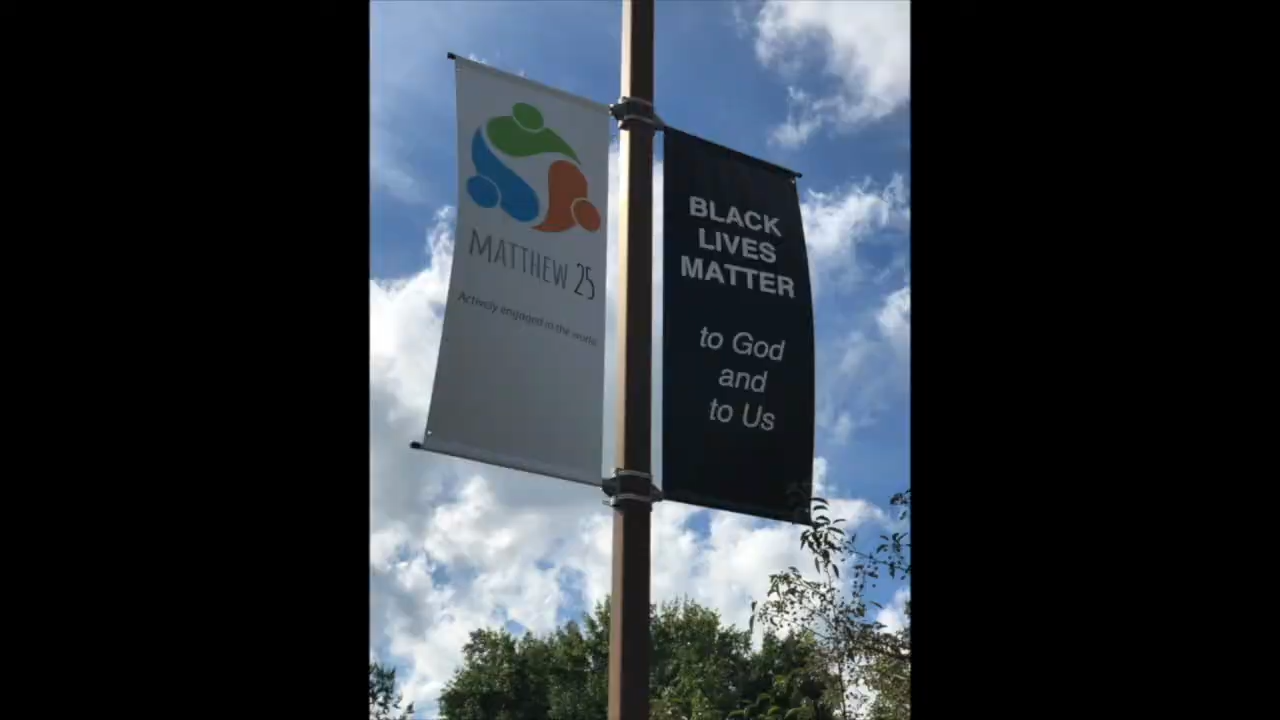 MATTHEW 25
Actively engaged in the world
BLACK
LIVES
MATTER
to God
and
to Us